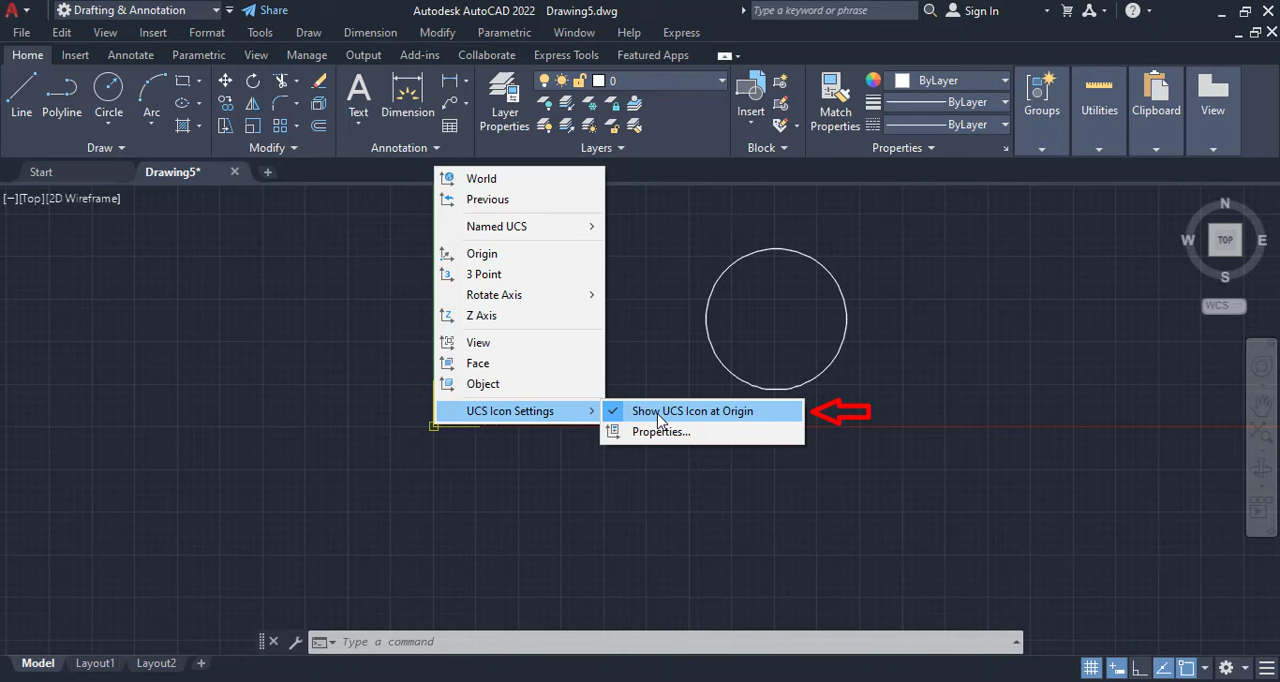 A Drafting & Annotation Share Autodesk AutoCAD 2022 Drawing5.dwg Type a keyword or phrase Sign In
File Edit View Insert Format Tools Draw Dimension Modify Parametric Window Help Express
Home Insert Annotate Parametric View Manage Output Add-ins Collaborate Express Tools Featured Apps
0 ByLayer
Line Polyline Circle Arc Text Dimension Layer Properties Insert Match Properties ByLayer Groups Utilities Clipboard View
ByLayer
Draw Modify Annotation Layers Block Properties
Start Drawing5*
[−][Top][2D Wireframe]
World
Previous
Named UCS
Origin
3 Point
Rotate Axis
Z Axis
View
Face
Object
UCS Icon Settings
Show UCS Icon at Origin
Properties...
N
W TOP E
S
WCS
Type a command
Model Layout1 Layout2